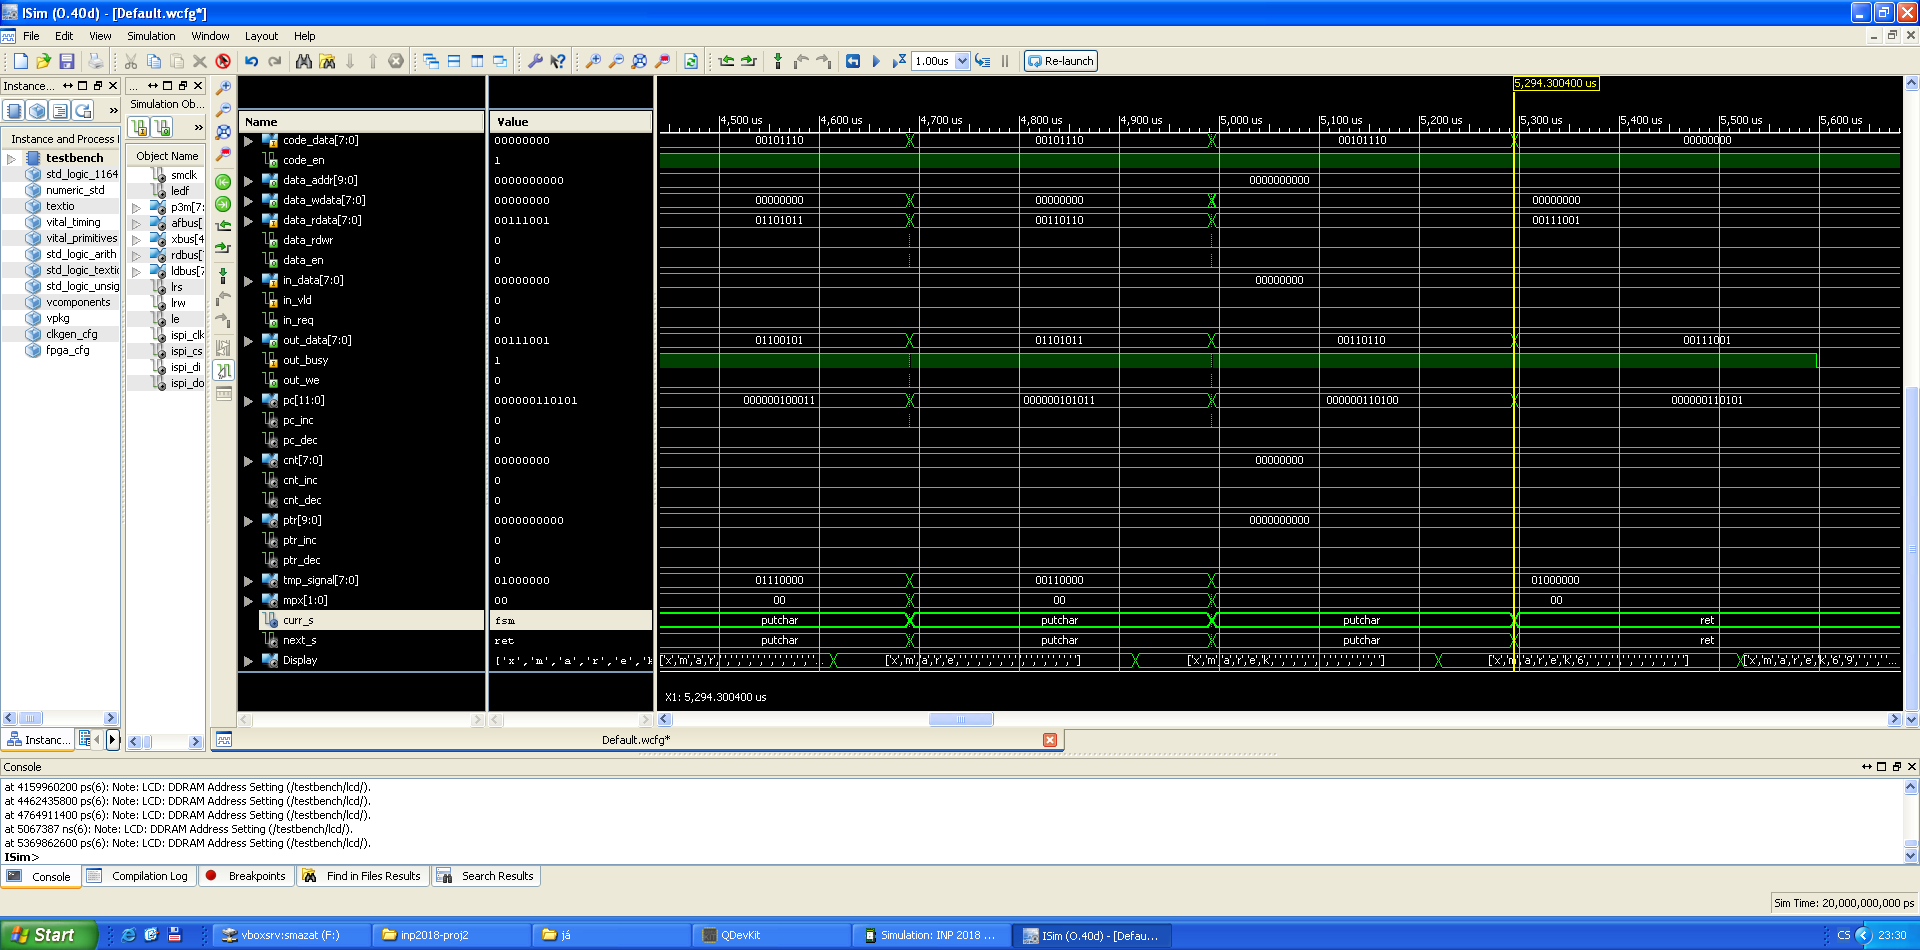 ISim (O.40d) - [Default.wcfg*]
File Edit View Simulation Window Layout Help
1.00us Re-launch
Instance...
Instance and Process
testbench
std_logic_1164
numeric_std
textio
vital_timing
vital_primitives
std_logic_arith
std_logic_textio
std_logic_unsig
vcomponents
vpkg
clkgen_cfg
fpga_cfg
Instanc...
...
Simulation Ob...
Object Name
smclk
ledf
p3m[7:
afbus[
xbus[4
rdbus[
ldbus[7
lrs
lrw
le
ispi_clk
ispi_cs
ispi_di
ispi_do
5,294.300400 us
Name Value
4,500 us 4,600 us 4,700 us 4,800 us 4,900 us 5,000 us 5,100 us 5,200 us 5,300 us 5,400 us 5,500 us 5,600 us
code_data[7:0] 00000000 00101110 00101110 00101110 00000000
code_en 1
data_addr[9:0] 0000000000 0000000000
data_wdata[7:0] 00000000 00000000 00000000 00000000
data_rdata[7:0] 00111001 01101011 00110110 00111001
data_rdwr 0
data_en 0
in_data[7:0] 00000000 00000000
in_vld 0
in_req 0
out_data[7:0] 00111001 01100101 01101011 00110110 00111001
out_busy 1
out_we 0
pc[11:0] 000000110101 000000100011 000000101011 000000110100 000000110101
pc_inc 0
pc_dec 0
cnt[7:0] 00000000 00000000
cnt_inc 0
cnt_dec 0
ptr[9:0] 0000000000 0000000000
ptr_inc 0
ptr_dec 0
tmp_signal[7:0] 01000000 01110000 00110000 01000000
mpx[1:0] 00 00 00 00
curr_s fsm putchar putchar putchar ret
next_s ret putchar putchar putchar ret
Display ['x','m','a','r','e','k ['x,'m,'a,'r,'
X1: 5,294.300400 us
Default.wcfg*
Console
at 4159960200 ps(6): Note: LCD: DDRAM Address Setting (/testbench/lcd/).
at 4462435800 ps(6): Note: LCD: DDRAM Address Setting (/testbench/lcd/).
at 4764911400 ps(6): Note: LCD: DDRAM Address Setting (/testbench/lcd/).
at 5067387 ns(6): Note: LCD: DDRAM Address Setting (/testbench/lcd/).
at 5369862600 ps(6): Note: LCD: DDRAM Address Setting (/testbench/lcd/).
ISim>
Console Compilation Log Breakpoints Find in Files Results Search Results
Sim Time: 20,000,000,000 ps
Start vboxsrv:smazat (F:) inp2018-proj2 já QDevKit Simulation: INP 2018 ... ISim (O.40d) - [Defau... CS 23:30